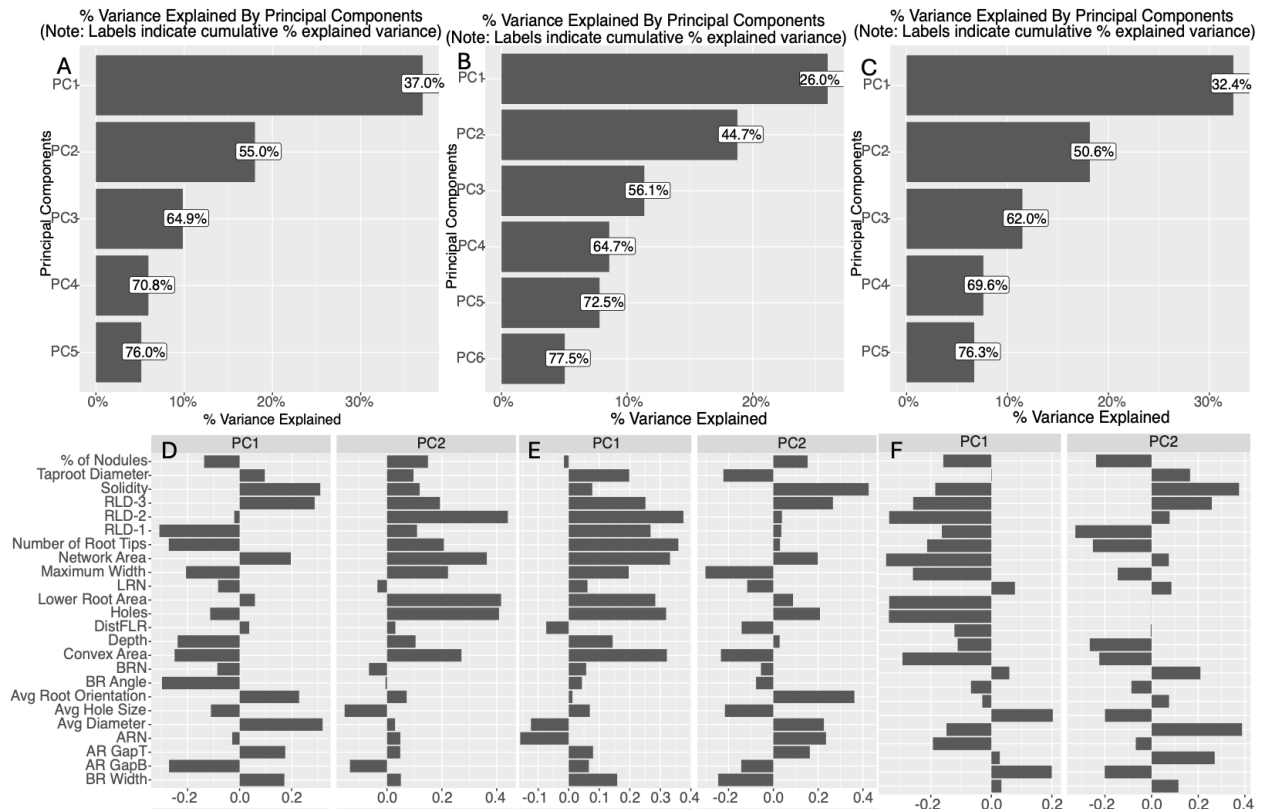 % Variance Explained By Principal Components
(Note: Labels indicate cumulative % explained variance)
A
Principal Components
PC1
PC2
PC3
PC4
PC5
37.0%
55.0%
64.9%
70.8%
76.0%
0% 10% 20% 30%
% Variance Explained
% Variance Explained By Principal Components
(Note: Labels indicate cumulative % explained variance)
B
Principal Components
PC1
PC2
PC3
PC4
PC5
PC6
26.0%
44.7%
56.1%
64.7%
72.5%
77.5%
0% 10% 20%
% Variance Explained
% Variance Explained By Principal Components
(Note: Labels indicate cumulative % explained variance)
C
Principal Components
PC1
PC2
PC3
PC4
PC5
32.4%
50.6%
62.0%
69.6%
76.3%
0% 10% 20% 30%
% Variance Explained
D
PC1
PC2
% of Nodules
Taproot Diameter
Solidity
RLD-3
RLD-2
RLD-1
Number of Root Tips
Network Area
Maximum Width
LRN
Lower Root Area
Holes
DistFLR
Depth
Convex Area
BRN
BR Angle
Avg Root Orientation
Avg Hole Size
Avg Diameter
ARN
AR GapT
AR GapB
BR Width
-0.2 0.0 0.2
0.0 0.2 0.4
E
PC1
PC2
-0.1 0.0 0.1 0.2 0.3 0.4
-0.2 0.0 0.2 0.4
F
PC1
PC2
-0.2 0.0 0.2
-0.2 0.0 0.2 0.4